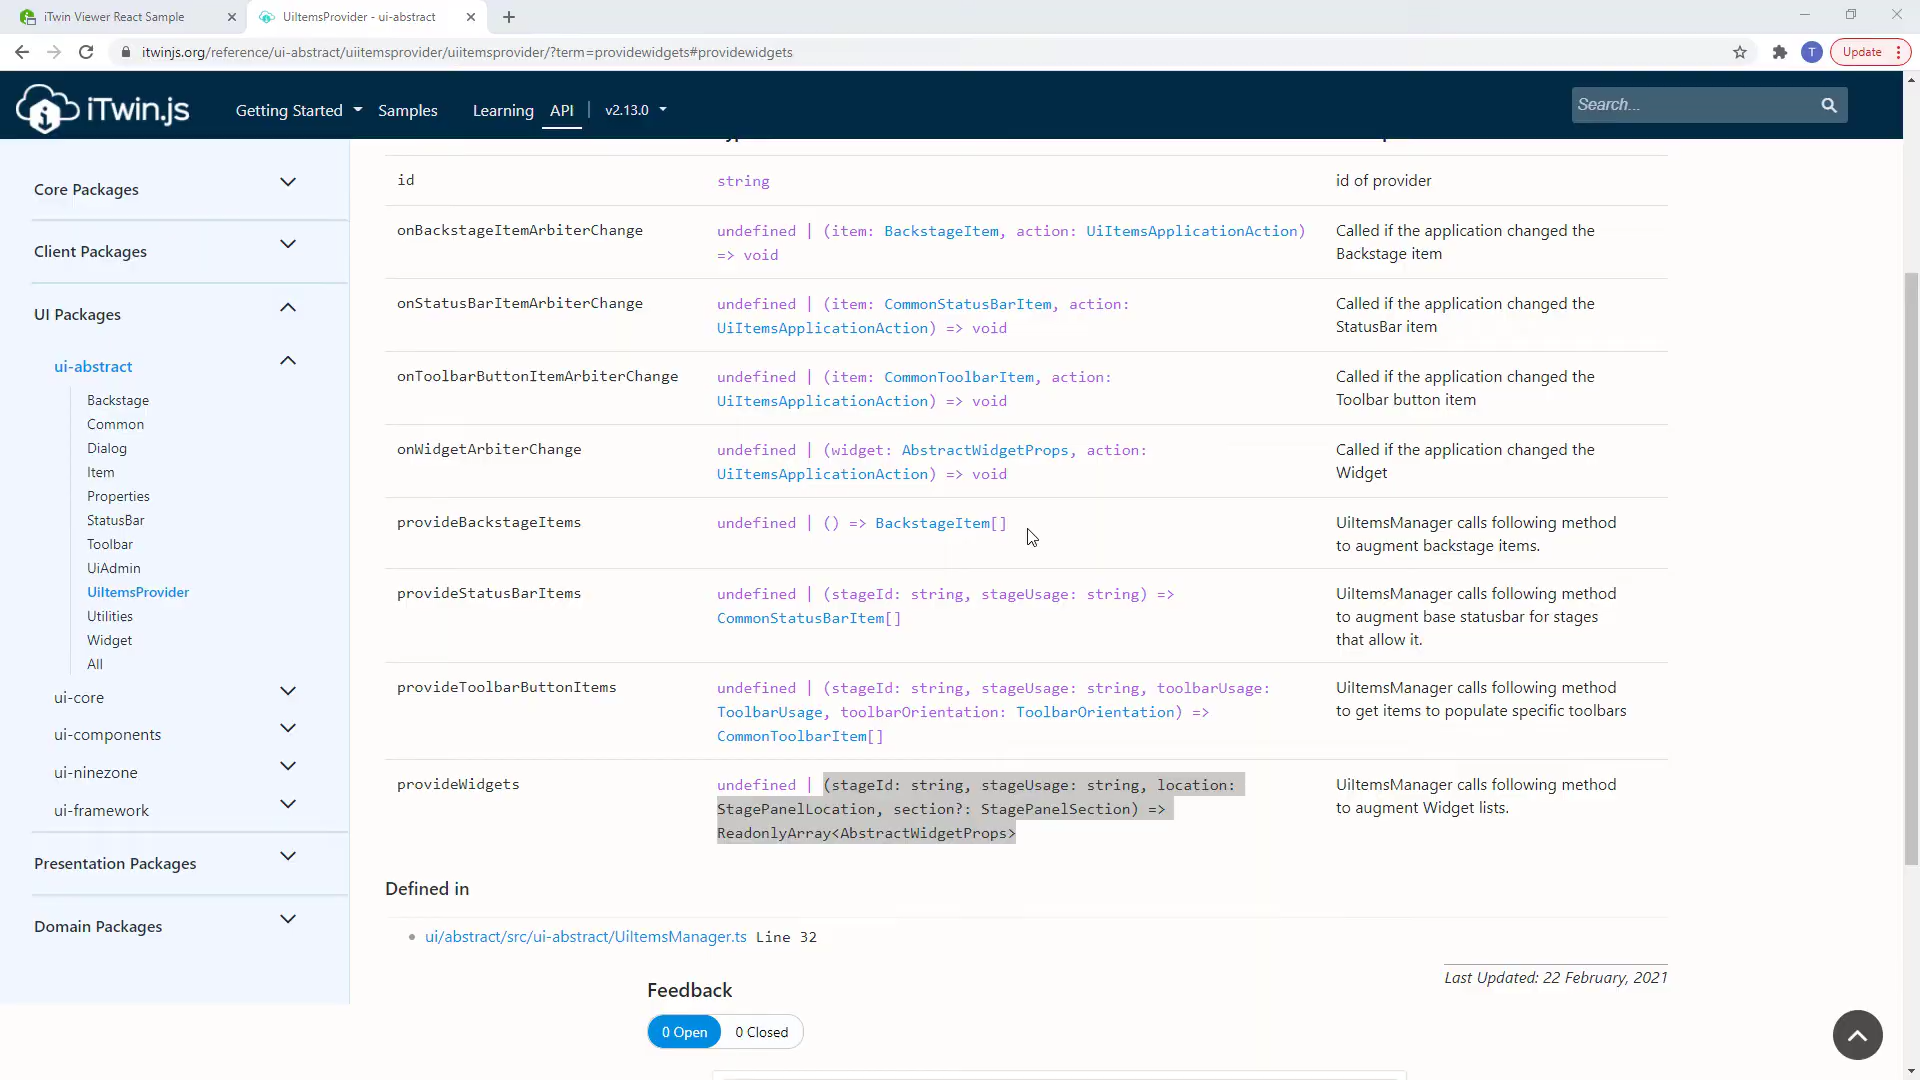 iTwin Viewer React Sample
UiItemsProvider - ui-abstract
itwinjs.org/reference/ui-abstract/uiitemsprovider/uiitemsprovider/?term=providewidgets#providewidgets
T
Update
iTwin.js
Getting Started
Samples
Learning
API
v2.13.0
Search...
Core Packages
Client Packages
UI Packages
ui-abstract
Backstage
Common
Dialog
Item
Properties
StatusBar
Toolbar
UiAdmin
UiItemsProvider
Utilities
Widget
All
ui-core
ui-components
ui-ninezone
ui-framework
Presentation Packages
Domain Packages
id
string
id of provider
onBackstageItemArbiterChange
undefined | (item: BackstageItem, action: UiItemsApplicationAction)
=> void
Called if the application changed the
Backstage item
onStatusBarItemArbiterChange
undefined | (item: CommonStatusBarItem, action:
UiItemsApplicationAction) => void
Called if the application changed the
StatusBar item
onToolbarButtonItemArbiterChange
undefined | (item: CommonToolbarItem, action:
UiItemsApplicationAction) => void
Called if the application changed the
Toolbar button item
onWidgetArbiterChange
undefined | (widget: AbstractWidgetProps, action:
UiItemsApplicationAction) => void
Called if the application changed the
Widget
provideBackstageItems
undefined | () => BackstageItem[]
UiItemsManager calls following method
to augment backstage items.
provideStatusBarItems
undefined | (stageId: string, stageUsage: string) =>
CommonStatusBarItem[]
UiItemsManager calls following method
to augment base statusbar for stages
that allow it.
provideToolbarButtonItems
undefined | (stageId: string, stageUsage: string, toolbarUsage:
ToolbarUsage, toolbarOrientation: ToolbarOrientation) =>
CommonToolbarItem[]
UiItemsManager calls following method
to get items to populate specific toolbars
provideWidgets
undefined | (stageId: string, stageUsage: string, location:
StagePanelLocation, section?: StagePanelSection) =>
ReadonlyArray<AbstractWidgetProps>
UiItemsManager calls following method
to augment Widget lists.
Defined in
ui/abstract/src/ui-abstract/UiItemsManager.ts Line 32
Last Updated: 22 February, 2021
Feedback
0 Open
0 Closed